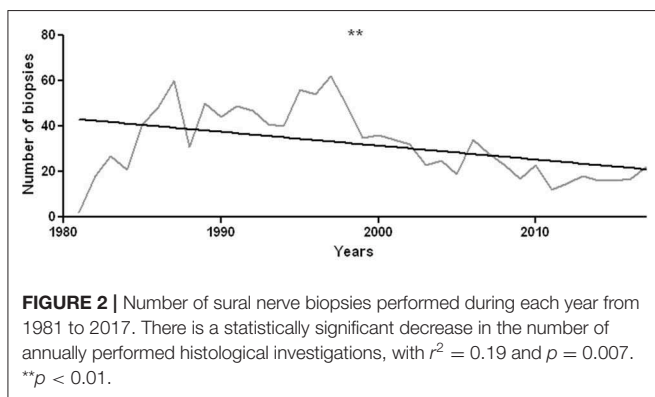 **
80
60
40
20
0
Number of biopsies
1980
1990
2000
2010
Years
FIGURE 2 | Number of sural nerve biopsies performed during each year from
1981 to 2017. There is a statistically significant decrease in the number of
annually performed histological investigations, with r² = 0.19 and p = 0.007.
**p < 0.01.